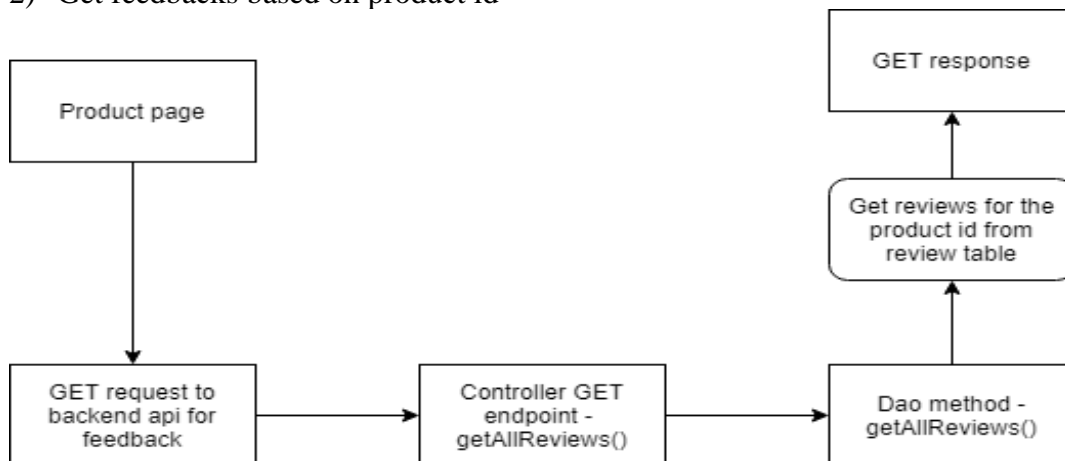 2) Get feedbacks based on product id
GET response
Product page
Get reviews for the
product id from
review table
GET request to
backend api for
feedback
Controller GET
endpoint -
getAllReviews()
Dao method -
getAllReviews()